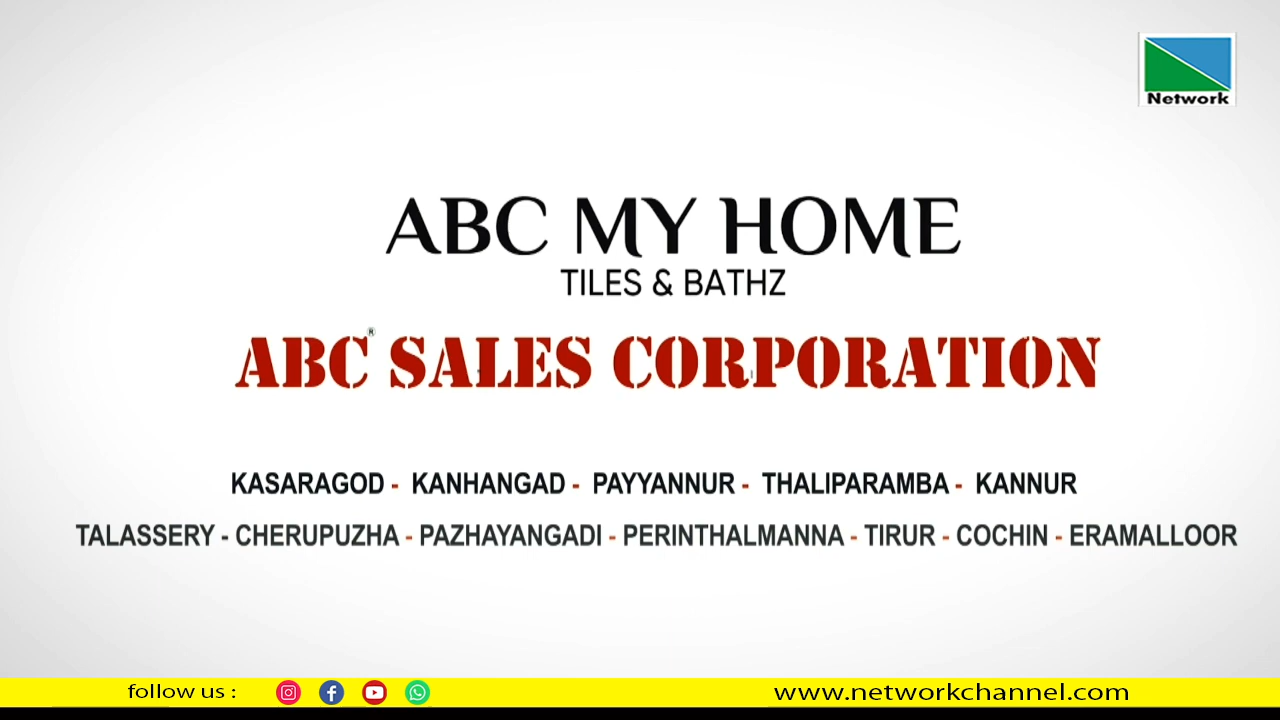 Network
ABC MY HOME
TILES & BATHZ
ABC® SALES CORPORATION
KASARAGOD - KANHANGAD - PAYYANNUR - THALIPARAMBA - KANNUR
TALASSERY - CHERUPUZHA - PAZHAYANGADI - PERINTHALMANNA - TIRUR - COCHIN - ERAMALLOOR
follow us :
www.networkchannel.com